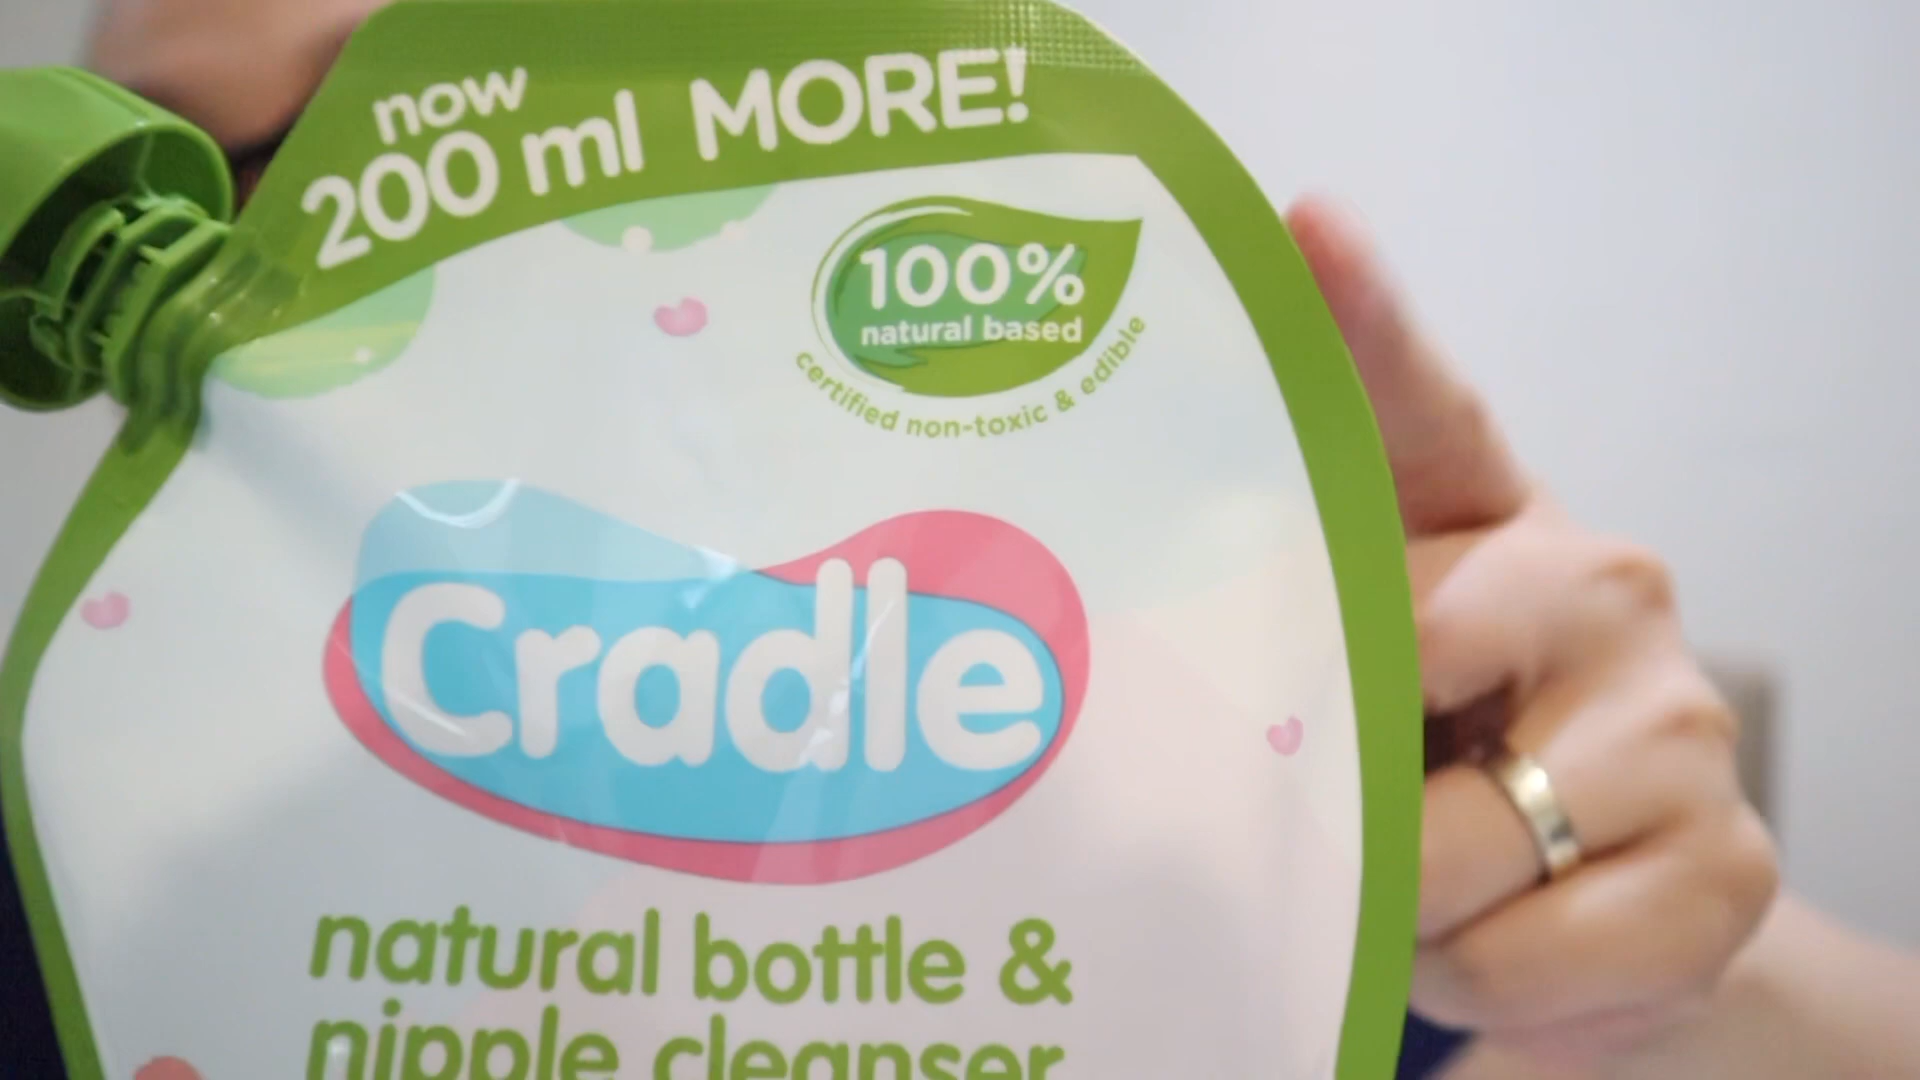 now
200 ml MORE!
100%
natural based
certified non-toxic & edible
Cradle
natural bottle &
nipple cleanser